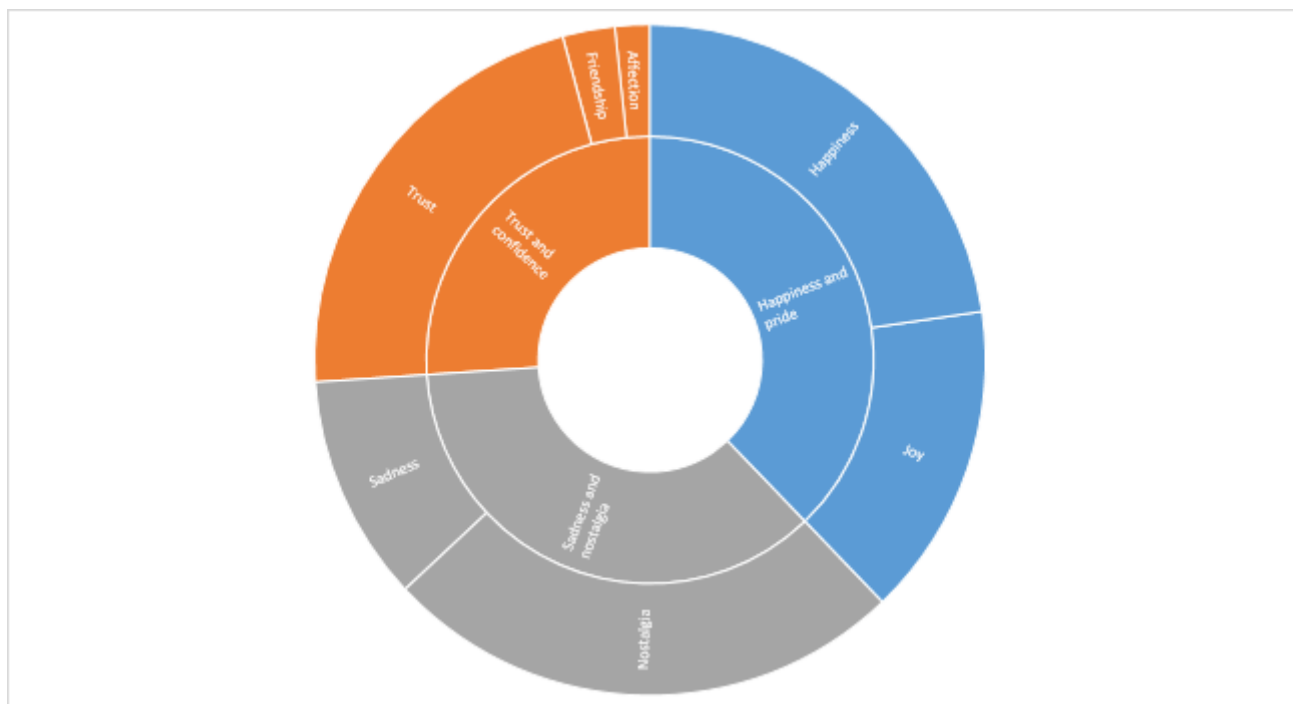 Affection
Friendship
Happiness
Trust
Trust and
confidence
Happiness and
pride
Joy
Sadness
Sadness and
nostalgia
Nostalgia